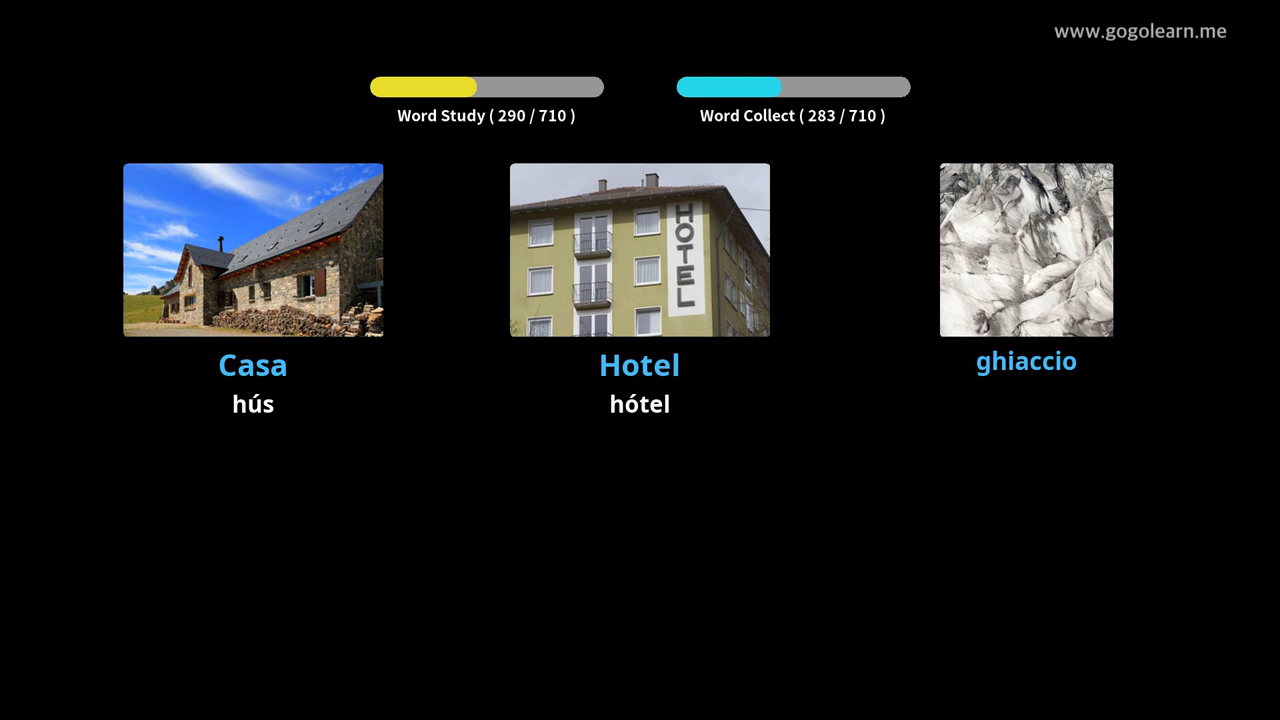 www.gogolearn.me
Word Study ( 290 / 710 )
Word Collect ( 283 / 710 )
HOTEL
Casa
hús
Hotel
hótel
ghiaccio